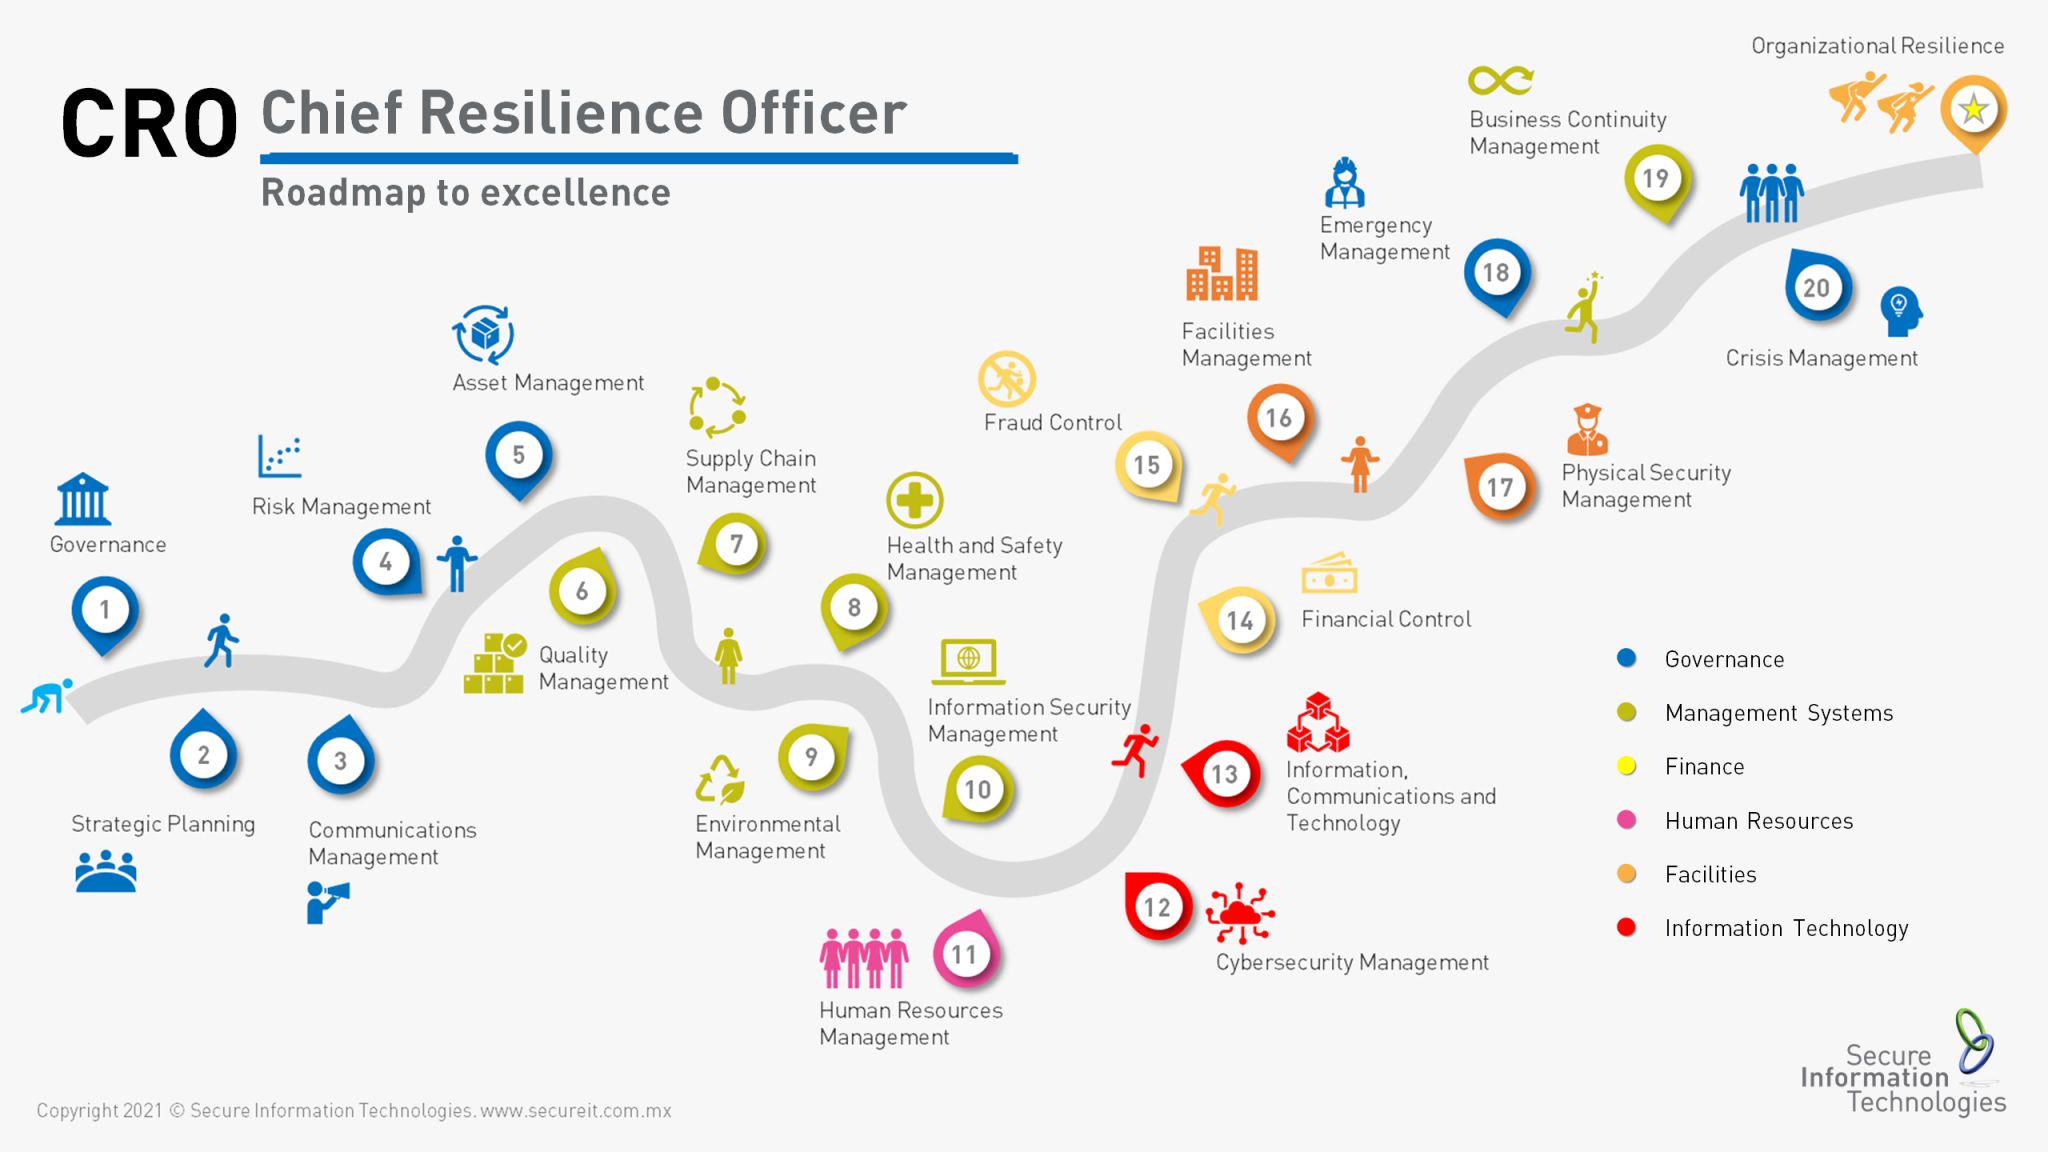 CRO Chief Resilience Officer
Roadmap to excellence
Governance
1
2
Strategic Planning
3
Communications
Management
Risk Management
4
Asset Management
5
6
Quality
Management
Supply Chain
Management
7
Health and Safety
Management
8
9
Environmental
Management
Information Security
Management
10
11
Human Resources
Management
12
Cybersecurity Management
13
Information,
Communications and
Technology
14
Financial Control
Fraud Control
15
Facilities
Management
16
17
Physical Security
Management
Emergency
Management
18
Business Continuity
Management
19
20
Crisis Management
Organizational Resilience
Governance
Management Systems
Finance
Human Resources
Facilities
Information Technology
Secure
Information
Technologies
Copyright 2021 © Secure Information Technologies. www.secureit.com.mx